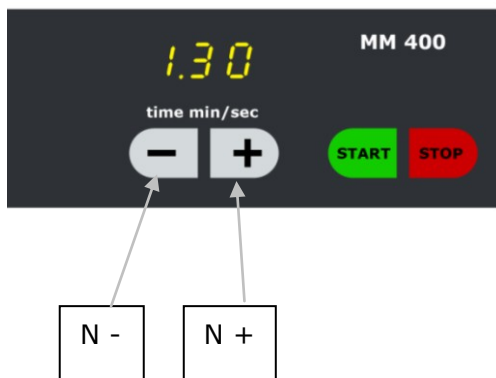 1.30
MM 400
time min/sec
- +
START STOP
N - N +